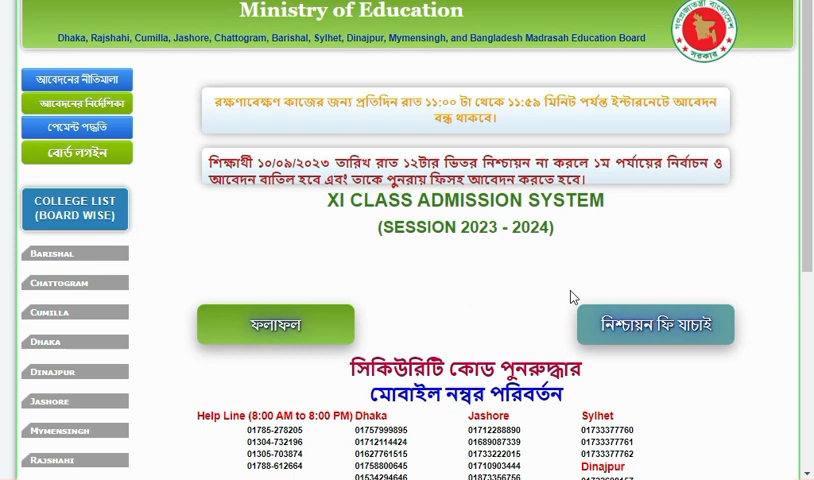 Ministry of Education
Dhaka, Rajshahi, Cumilla, Jashore, Chattogram, Barishal, Sylhet, Dinajpur, Mymensingh, and Bangladesh Madrasah Education Board
গণপ্রজাতন্ত্রী বাংলাদেশ
সরকার
আবেদনের নীতিমালা
আবেদনের নির্দেশিকা
পেমেন্ট পদ্ধতি
বোর্ড লগইন
COLLEGE LIST
(BOARD WISE)
BARISHAL
CHATTOGRAM
CUMILLA
DHAKA
DINAJPUR
JASHORE
MYMENSINGH
RAJSHAHI
রক্ষণাবেক্ষণ কাজের জন্য প্রতিদিন রাত ১১:০০ টা থেকে ১১:৫৯ মিনিট পর্যন্ত ইন্টারনেটে আবেদন
বন্ধ থাকবে।
শিক্ষার্থী ১০/০৯/২০২৩ তারিখ রাত ১২টার ভিতর নিশ্চায়ন না করলে ১ম পর্যায়ের নির্বাচন ও
আবেদন বাতিল হবে এবং তাকে পুনরায় ফিসহ আবেদন করতে হবে।
XI CLASS ADMISSION SYSTEM
(SESSION 2023 - 2024)
ফলাফল
নিশ্চায়ন ফি যাচাই
সিকিউরিটি কোড পুনরুদ্ধার
মোবাইল নম্বর পরিবর্তন
Help Line (8:00 AM to 8:00 PM)
01785-278205
01304-732196
01305-703874
01788-612664
Dhaka
01757999895
01712114424
01627761515
01758800645
01534294646
Jashore
01712288890
01689087339
01733222015
01710903444
01873356756
Sylhet
01733377760
01733377761
01733377762
Dinajpur